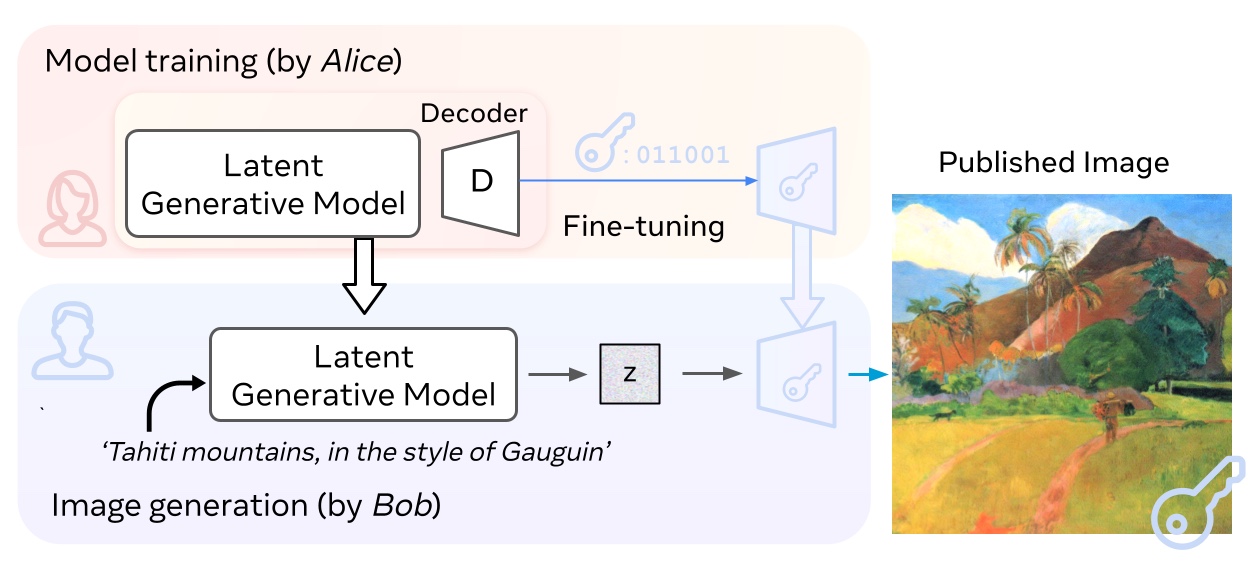 Model training (by Alice)
Decoder
Latent
Generative Model
D
: 011001
Fine-tuning
Published Image
Latent
Generative Model
z
‘Tahiti mountains, in the style of Gauguin’
Image generation (by Bob)